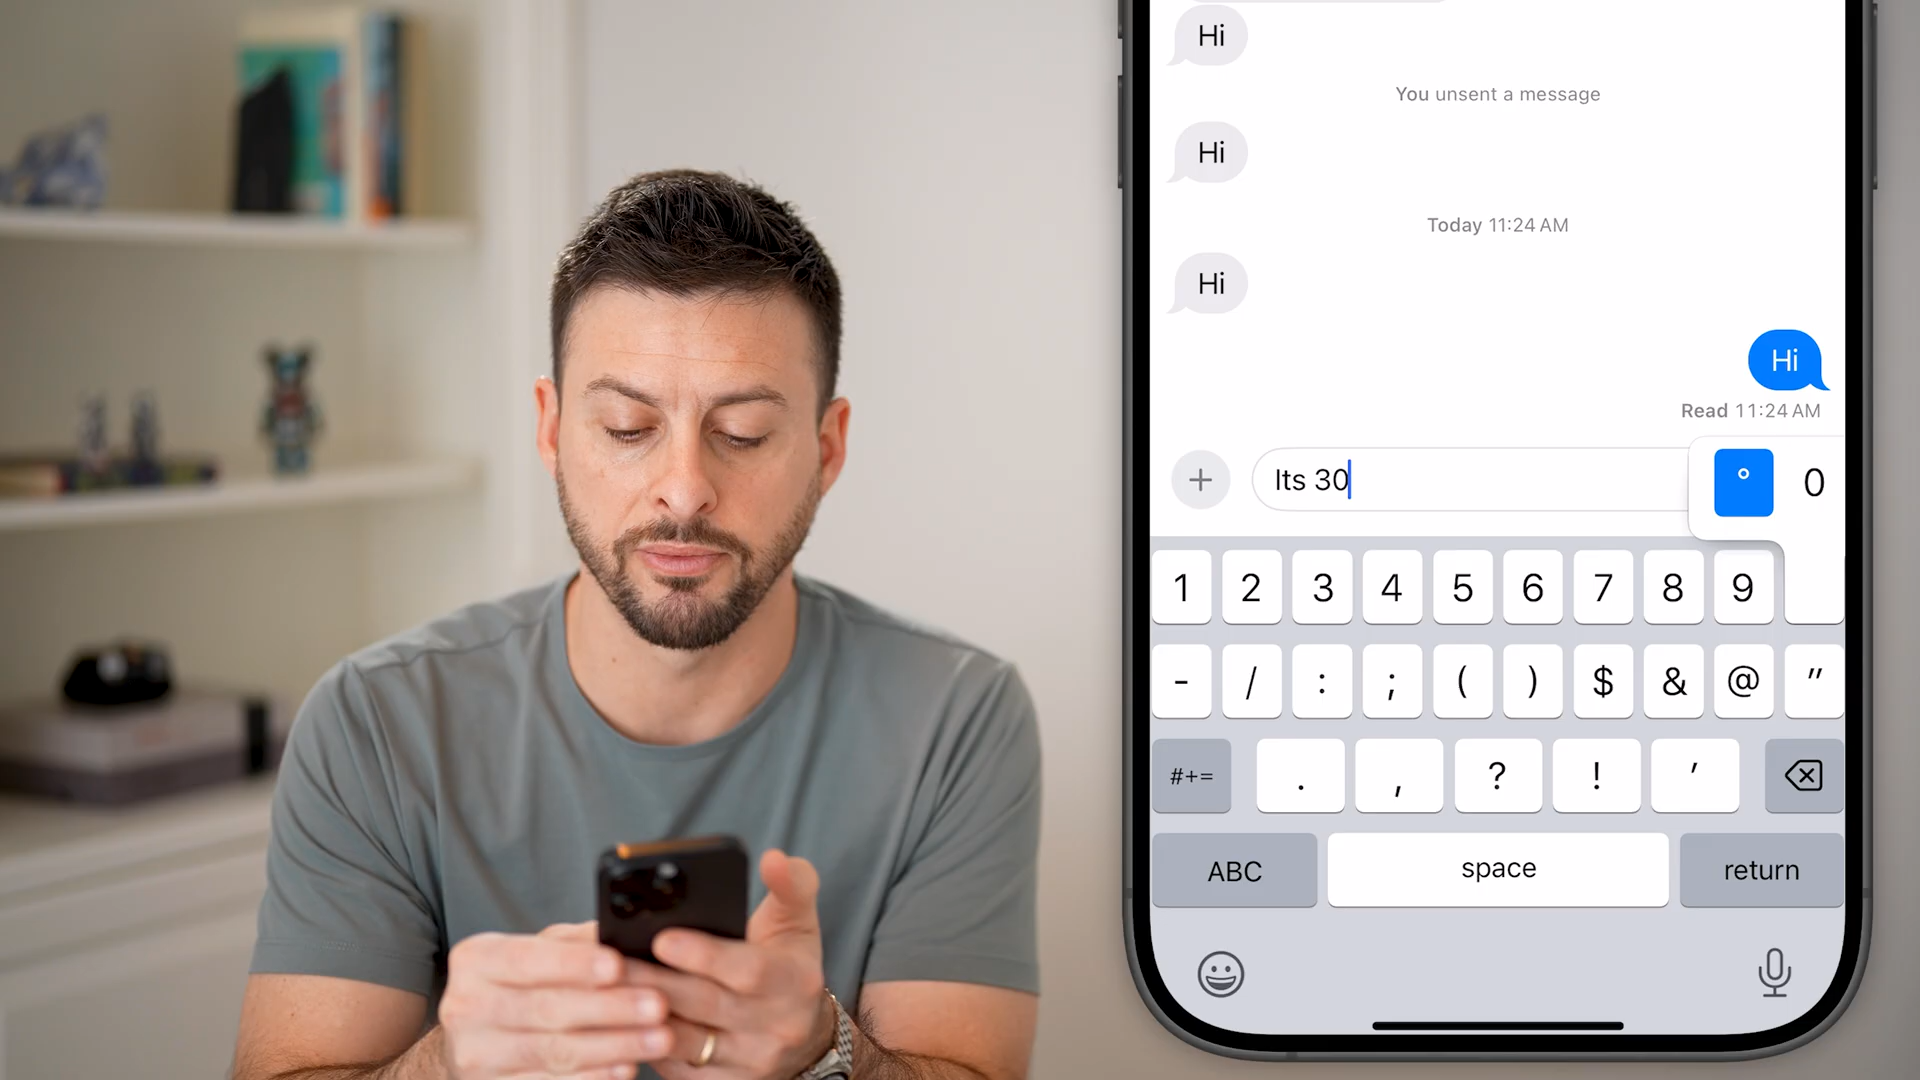 Hi
You unsent a message
Hi
Today 11:24 AM
Hi
Hi
Read 11:24 AM
Its 30
° 0
1 2 3 4 5 6 7 8 9
- / : ; ( ) $ & @ "
#+= . , ? ! '
ABC space return